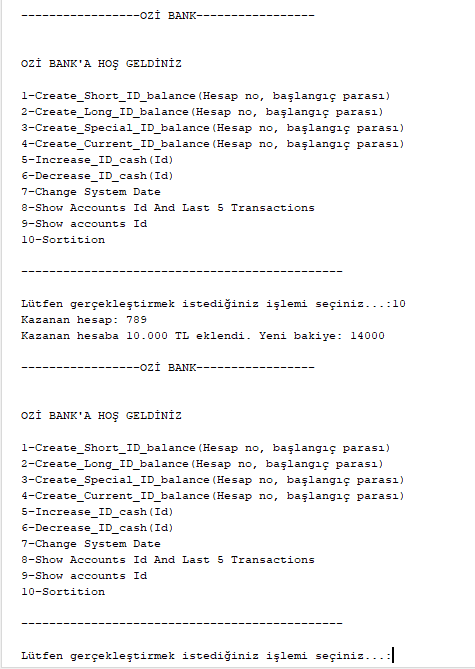 -----------------OZİ BANK-----------------
OZİ BANK'A HOŞ GELDİNİZ
1-Create_Short_ID_balance(Hesap no, başlangıç parası)
2-Create_Long_ID_balance(Hesap no, başlangıç parası)
3-Create_Special_ID_balance(Hesap no, başlangıç parası)
4-Create_Current_ID_balance(Hesap no, başlangıç parası)
5-Increase_ID_cash(Id)
6-Decrease_ID_cash(Id)
7-Change System Date
8-Show Accounts Id And Last 5 Transactions
9-Show accounts Id
10-Sortition
----------------------------------------------
Lütfen gerçekleştirmek istediğiniz işlemi seçiniz...:10
Kazanan hesap: 789
Kazanan hesaba 10.000 TL eklendi. Yeni bakiye: 14000
-----------------OZİ BANK-----------------
OZİ BANK'A HOŞ GELDİNİZ
1-Create_Short_ID_balance(Hesap no, başlangıç parası)
2-Create_Long_ID_balance(Hesap no, başlangıç parası)
3-Create_Special_ID_balance(Hesap no, başlangıç parası)
4-Create_Current_ID_balance(Hesap no, başlangıç parası)
5-Increase_ID_cash(Id)
6-Decrease_ID_cash(Id)
7-Change System Date
8-Show Accounts Id And Last 5 Transactions
9-Show accounts Id
10-Sortition
----------------------------------------------
Lütfen gerçekleştirmek istediğiniz işlemi seçiniz...: